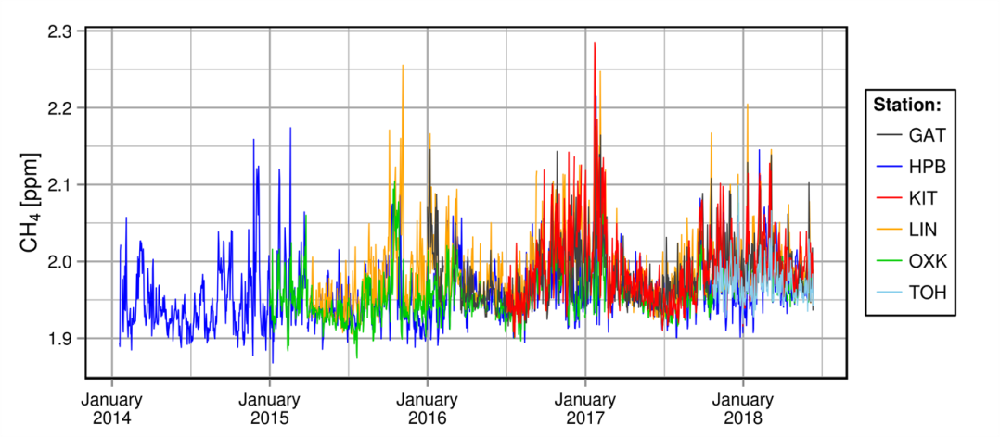 2.3
2.2
2.1
2.0
1.9
CH4 [ppm]
January
2014
January
2015
January
2016
January
2017
January
2018
Station:
GAT
HPB
KIT
LIN
OXK
TOH